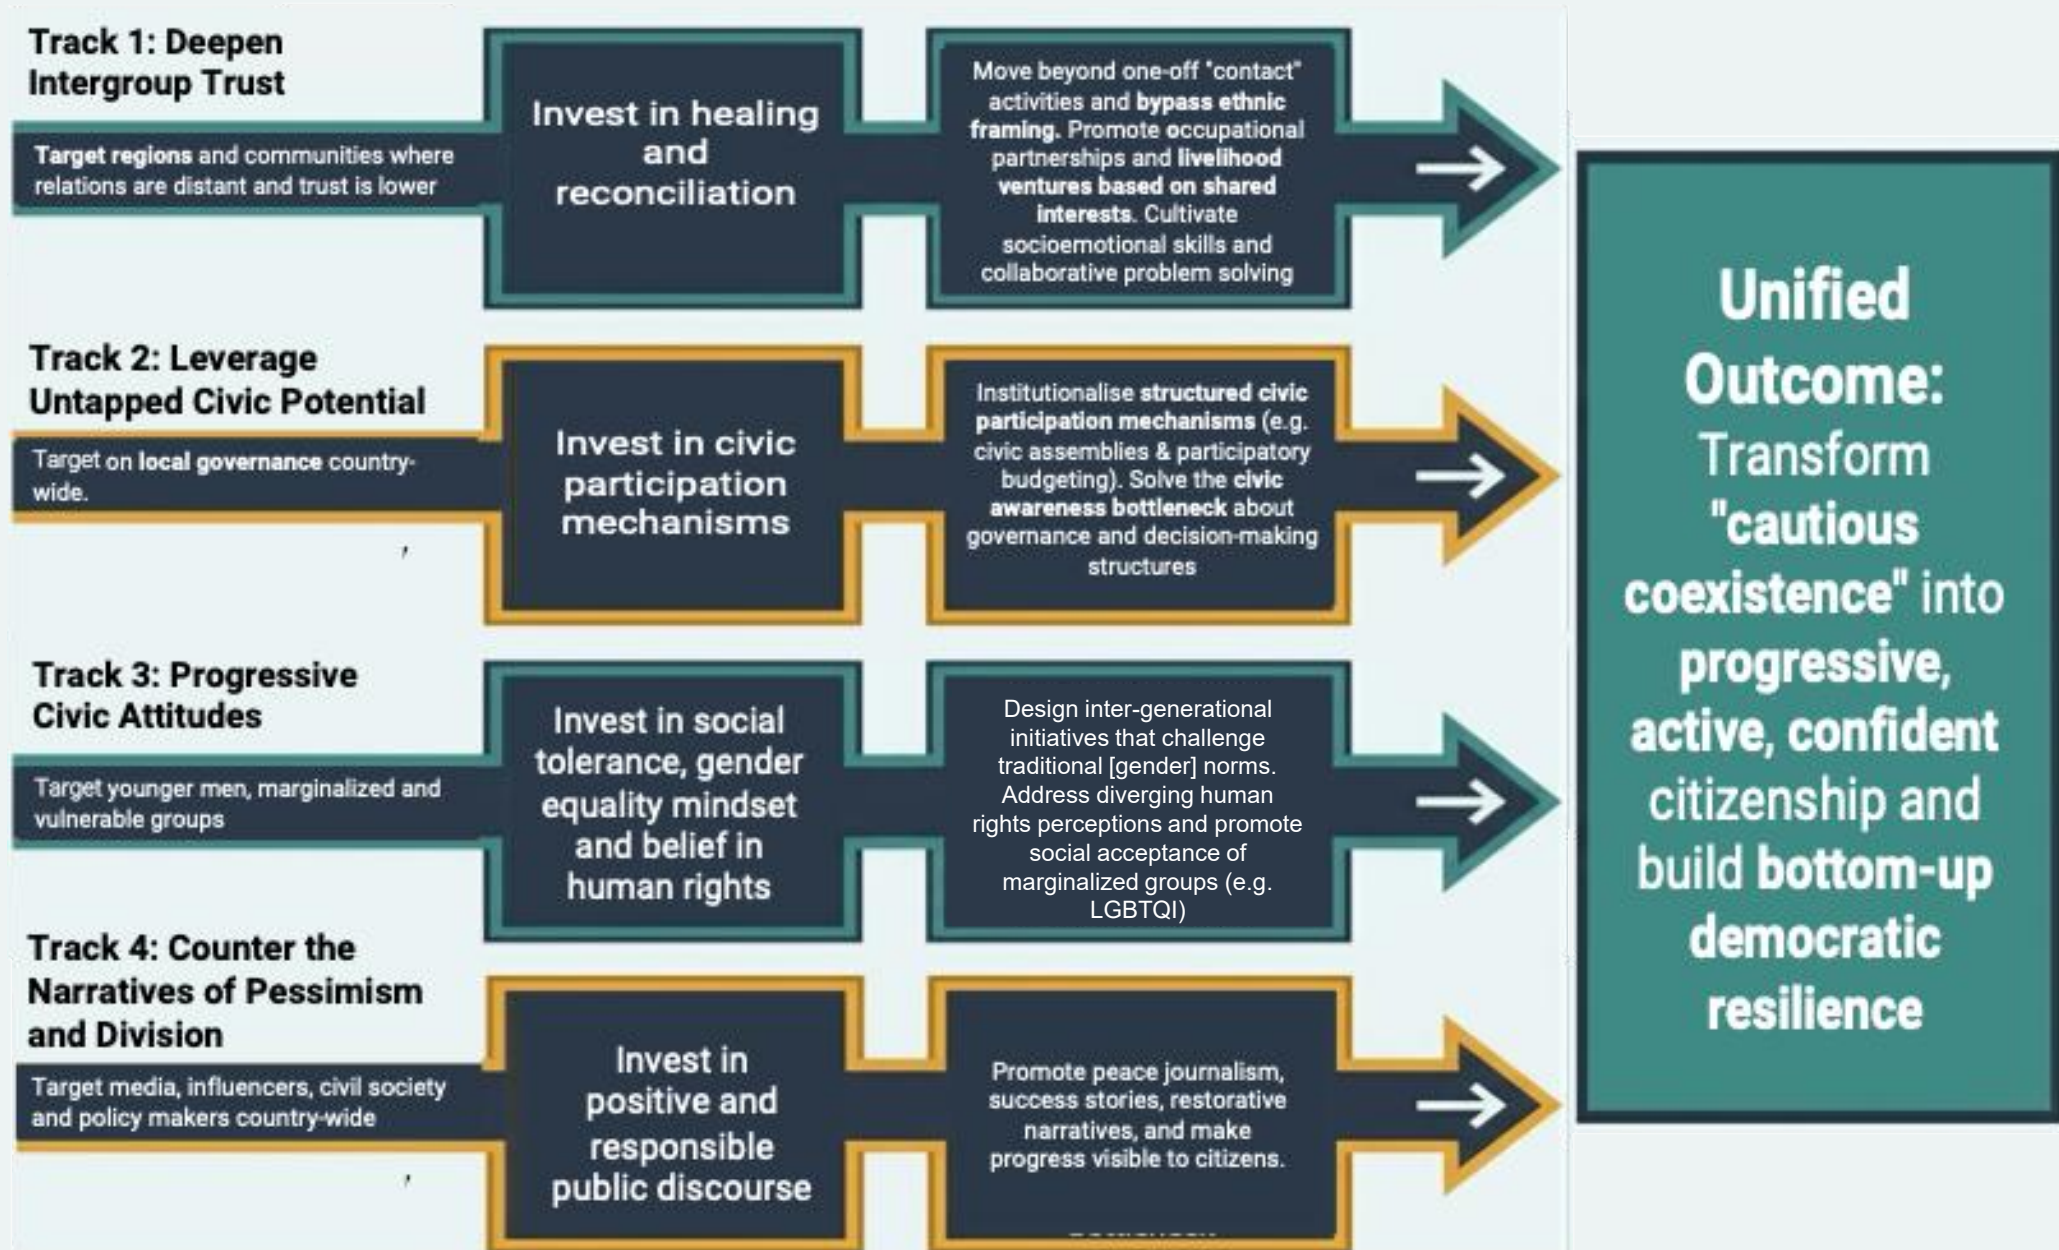 Track 1: Deepen
Intergroup Trust
Target regions and communities where
relations are distant and trust is lower
Invest in healing
and
reconciliation
Move beyond one-off "contact"
activities and bypass ethnic
framing. Promote occupational
partnerships and livelihood
ventures based on shared
interests. Cultivate
socioemotional skills and
collaborative problem solving
Track 2: Leverage
Untapped Civic Potential
Target on local governance country-
wide.
Invest in civic
participation
mechanisms
Institutionalise structured civic
participation mechanisms (e.g.
civic assemblies & participatory
budgeting). Solve the civic
awareness bottleneck about
governance and decision-making
structures
Track 3: Progressive
Civic Attitudes
Target younger men, marginalized and
vulnerable groups
Invest in social
tolerance, gender
equality mindset
and belief in
human rights
Design inter-generational
initiatives that challenge
traditional [gender] norms.
Address diverging human
rights perceptions and promote
social acceptance of
marginalized groups (e.g.
LGBTQI)
Track 4: Counter the
Narratives of Pessimism
and Division
Target media, influencers, civil society
and policy makers country-wide
Invest in
positive and
responsible
public discourse
Promote peace journalism,
success stories, restorative
narratives, and make
progress visible to citizens.
Unified
Outcome:
Transform
"cautious
coexistence" into
progressive,
active, confident
citizenship and
build bottom-up
democratic
resilience